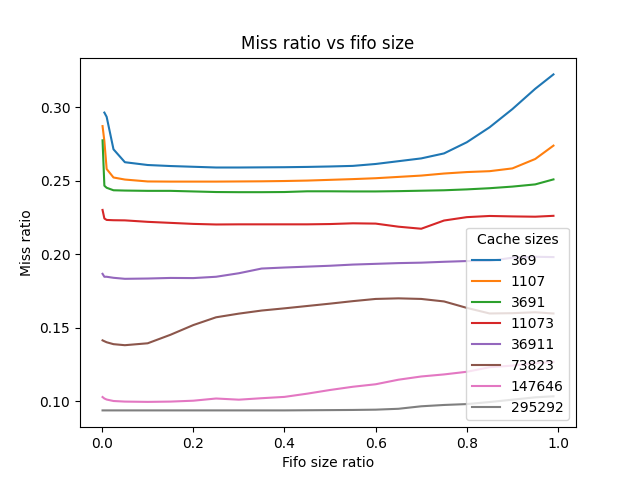 Miss ratio vs fifo size
Miss ratio
0.30
0.25
0.20
0.15
0.10
Cache sizes
369
1107
3691
11073
36911
73823
147646
295292
0.0 0.2 0.4 0.6 0.8 1.0
Fifo size ratio